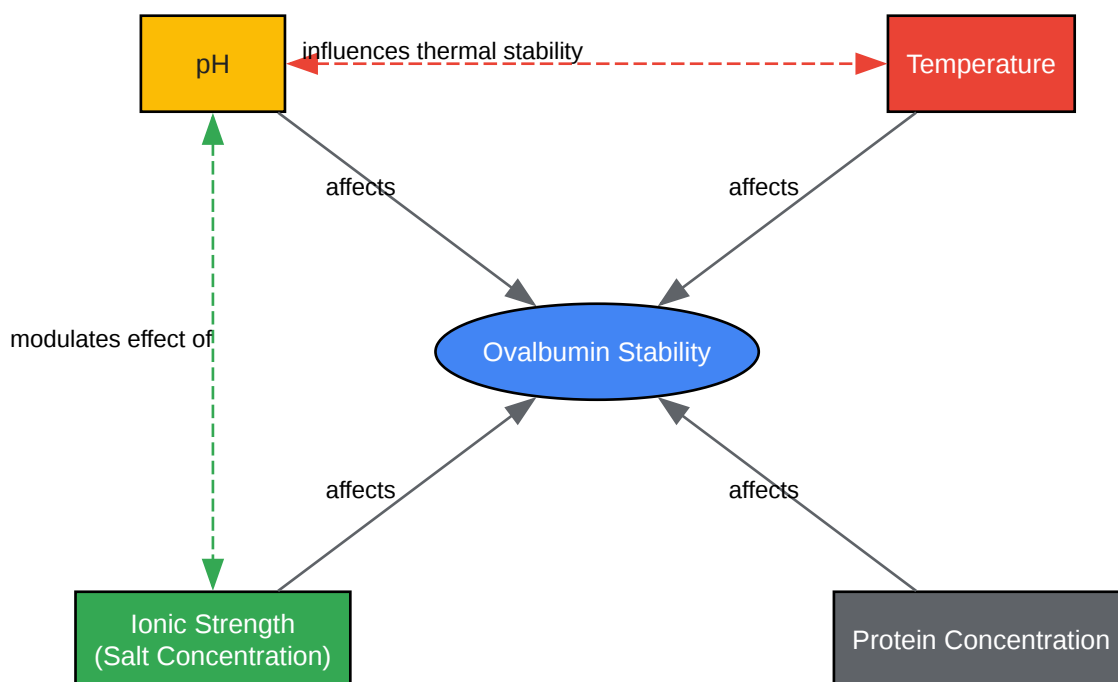 pH
influences thermal stability
Temperature
affects
affects
modulates effect of
Ovalbumin Stability
affects
affects
Ionic Strength
(Salt Concentration)
Protein Concentration